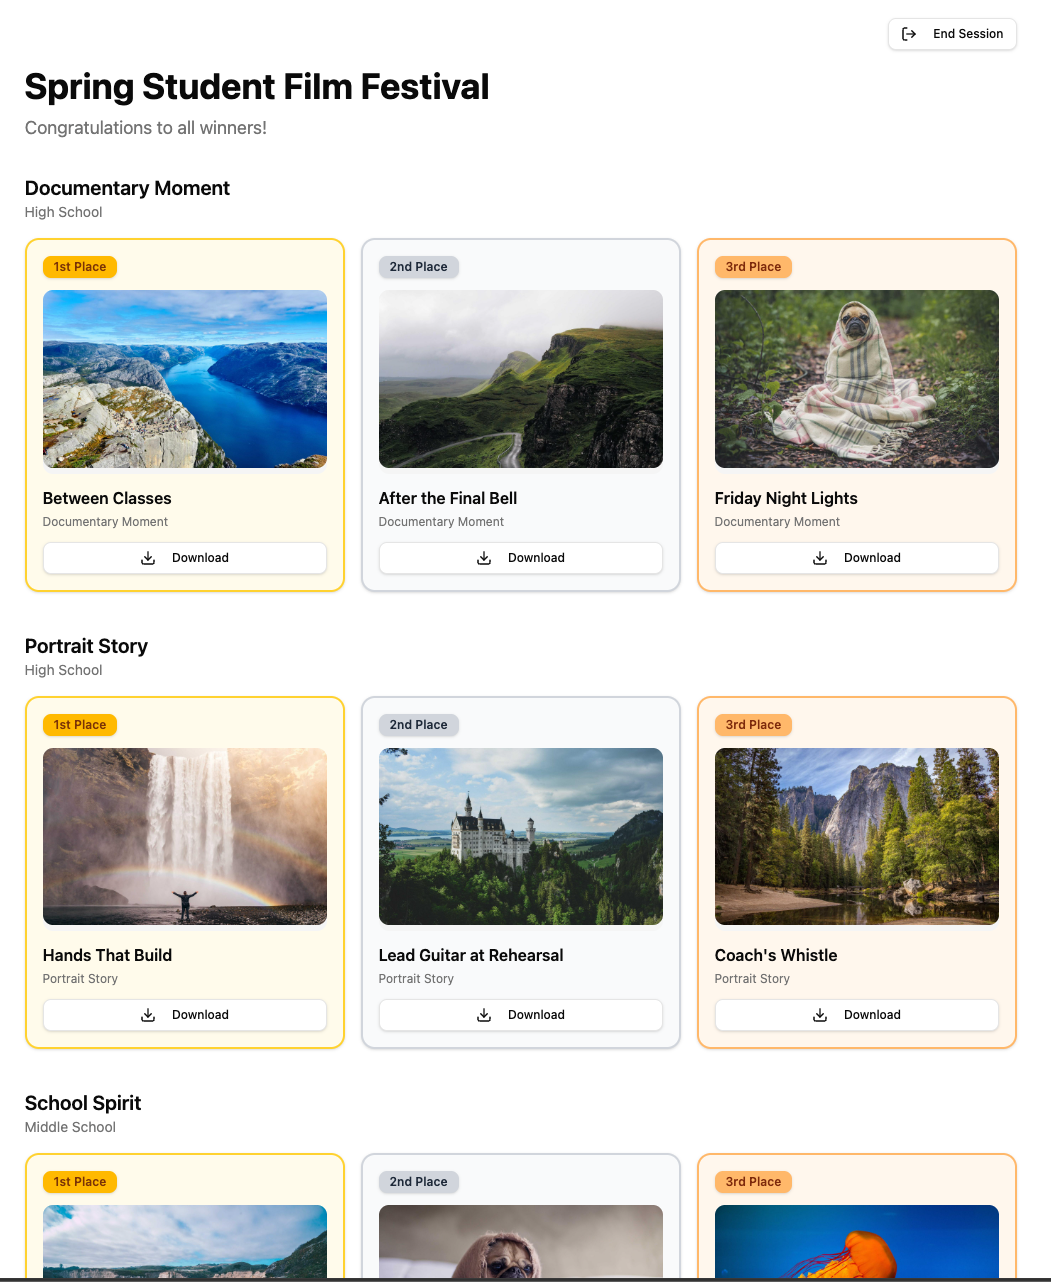 End Session
Spring Student Film Festival
Congratulations to all winners!
Documentary Moment
High School
1st Place
Between Classes
Documentary Moment
Download
2nd Place
After the Final Bell
Documentary Moment
Download
3rd Place
Friday Night Lights
Documentary Moment
Download
Portrait Story
High School
1st Place
Hands That Build
Portrait Story
Download
2nd Place
Lead Guitar at Rehearsal
Portrait Story
Download
3rd Place
Coach's Whistle
Portrait Story
Download
School Spirit
Middle School
1st Place
2nd Place
3rd Place